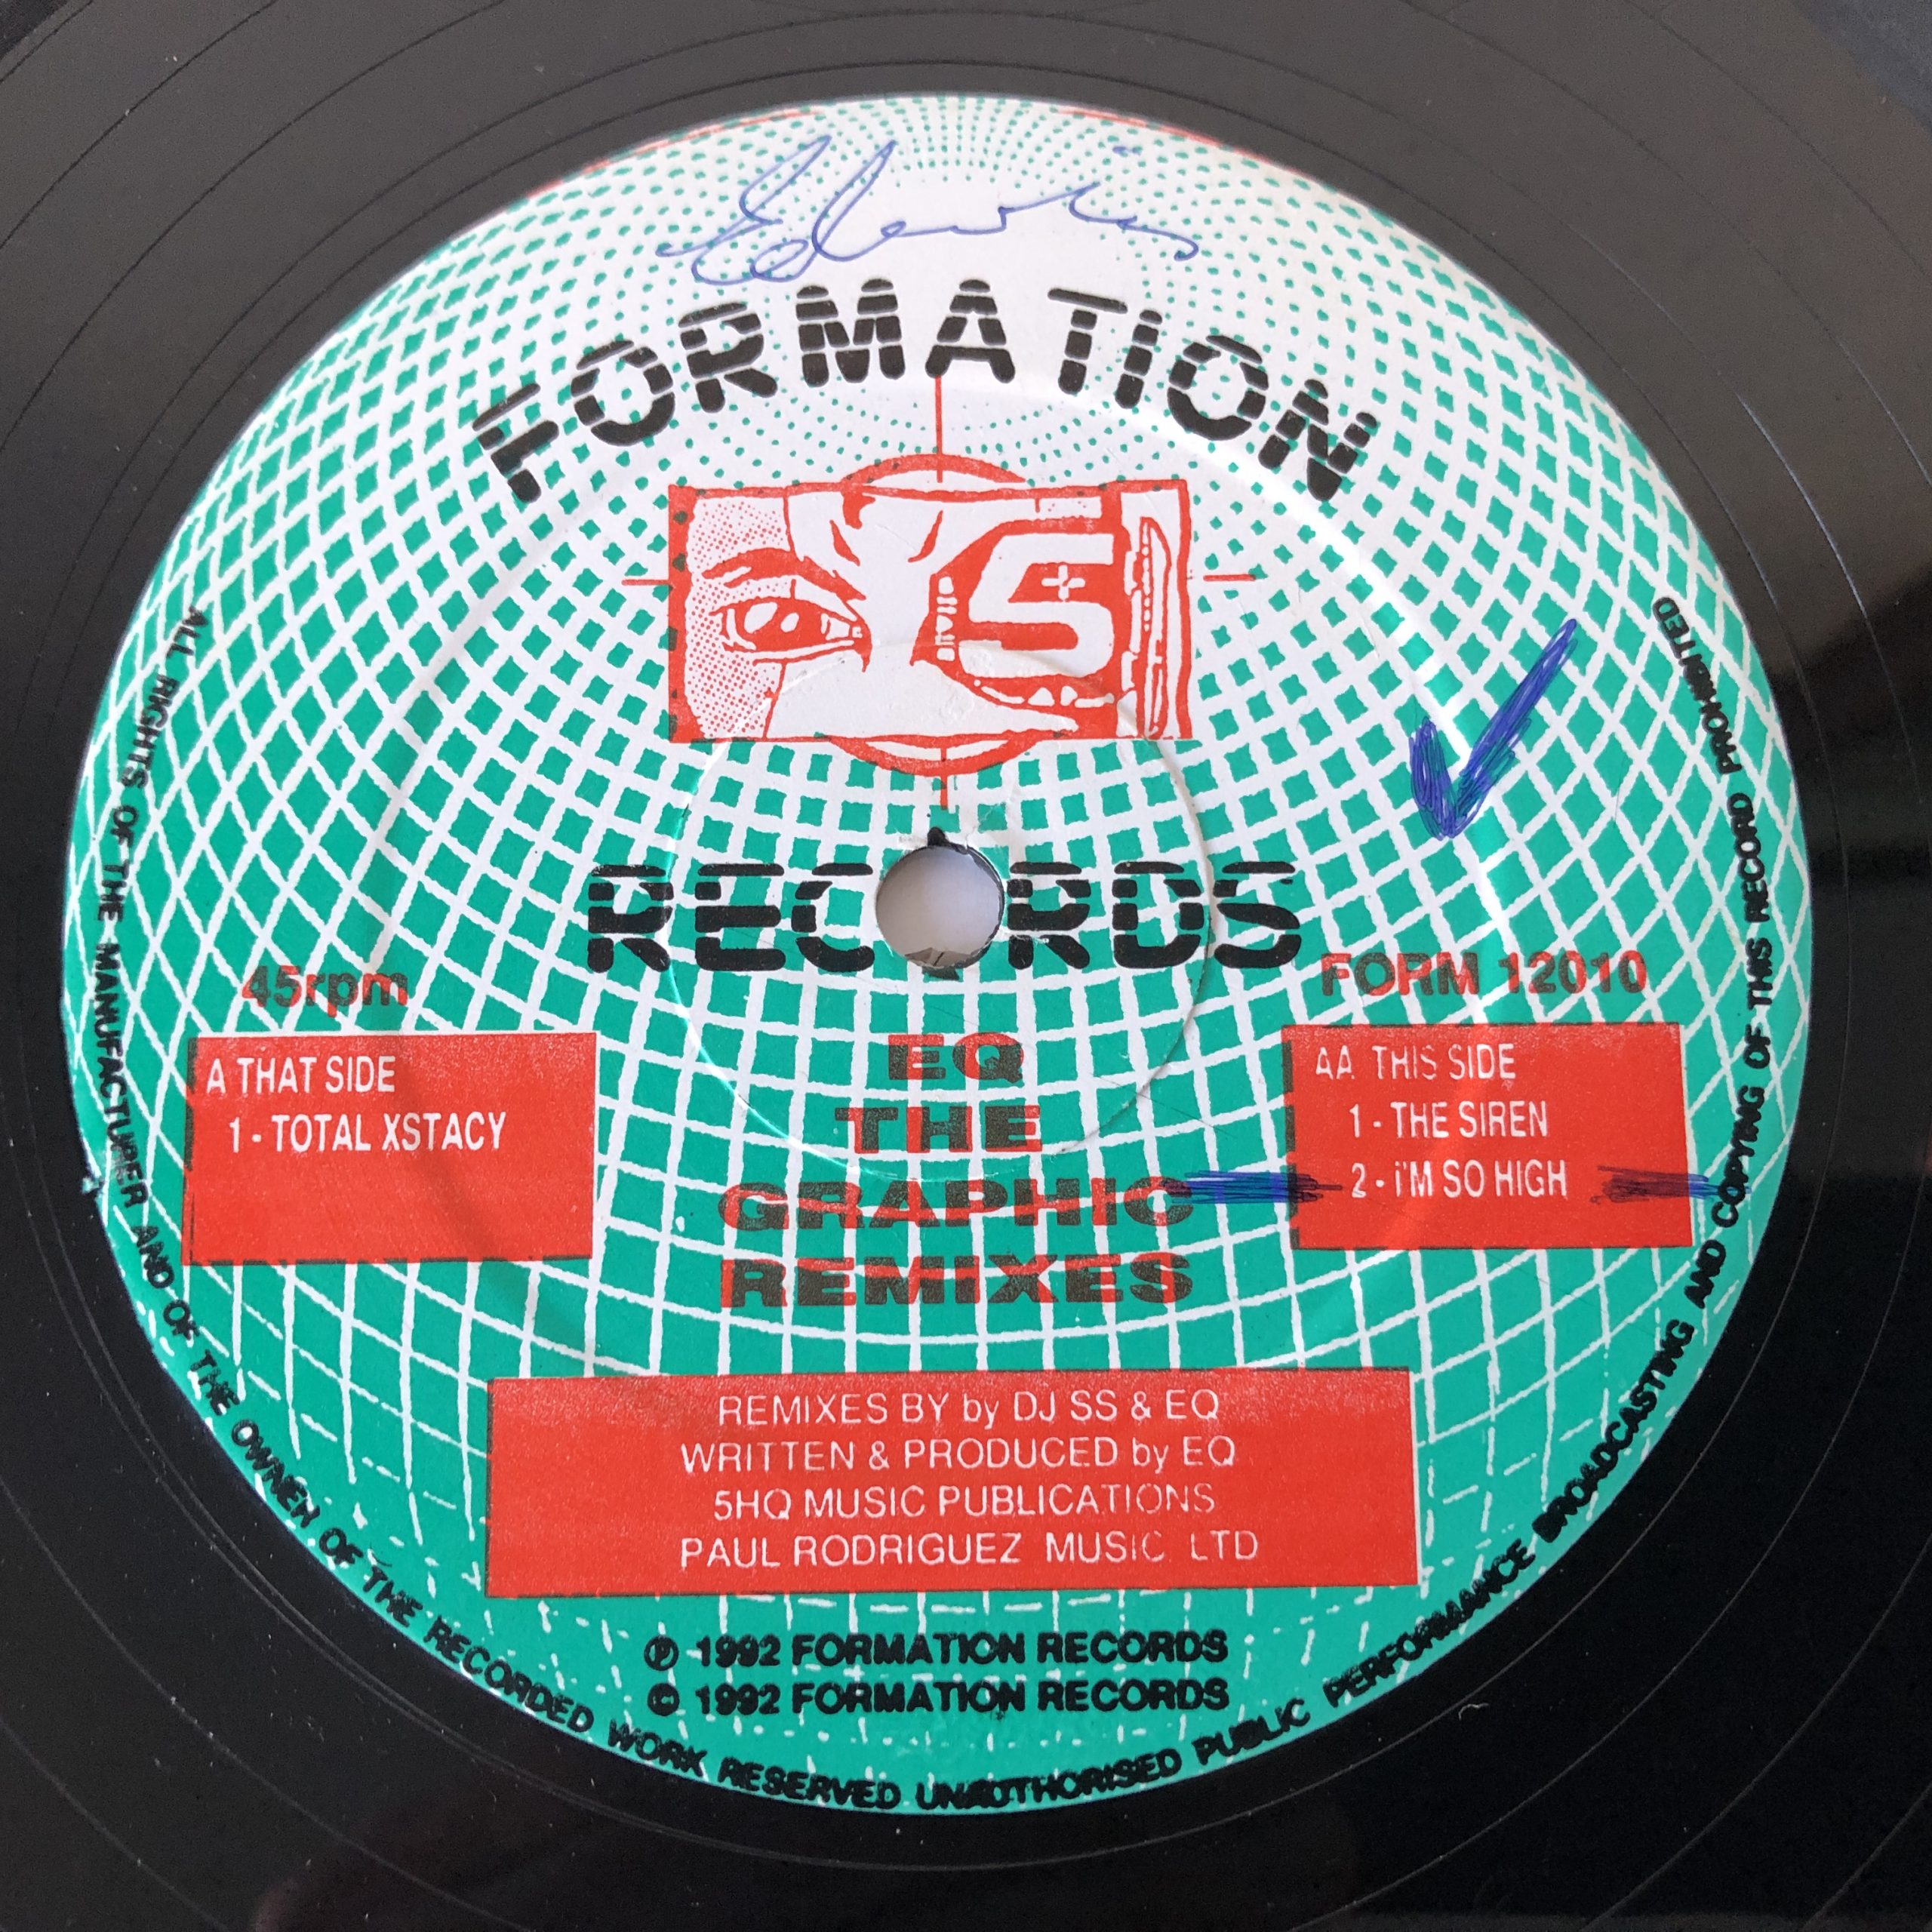 FORMATION
5
RECORDS
45rpm
FORM 12010
A THAT SIDE
1 - TOTAL XSTACY
EQ
THE
GRAPHIC
REMIXES
AA THIS SIDE
1 - THE SIREN
2 - i'M SO HIGH
REMIXES BY by DJ SS & EQ
WRITTEN & PRODUCED by EQ
5HQ MUSIC PUBLICATIONS
PAUL RODRIGUEZ MUSIC LTD
℗ 1992 FORMATION RECORDS
© 1992 FORMATION RECORDS
ALL RIGHTS OF THE MANUFACTURER AND OF THE OWNER OF THE RECORDED WORK RESERVED UNAUTHORISED PUBLIC PERFORMANCE BROADCASTING AND COPYING OF THIS RECORD PROHIBITED